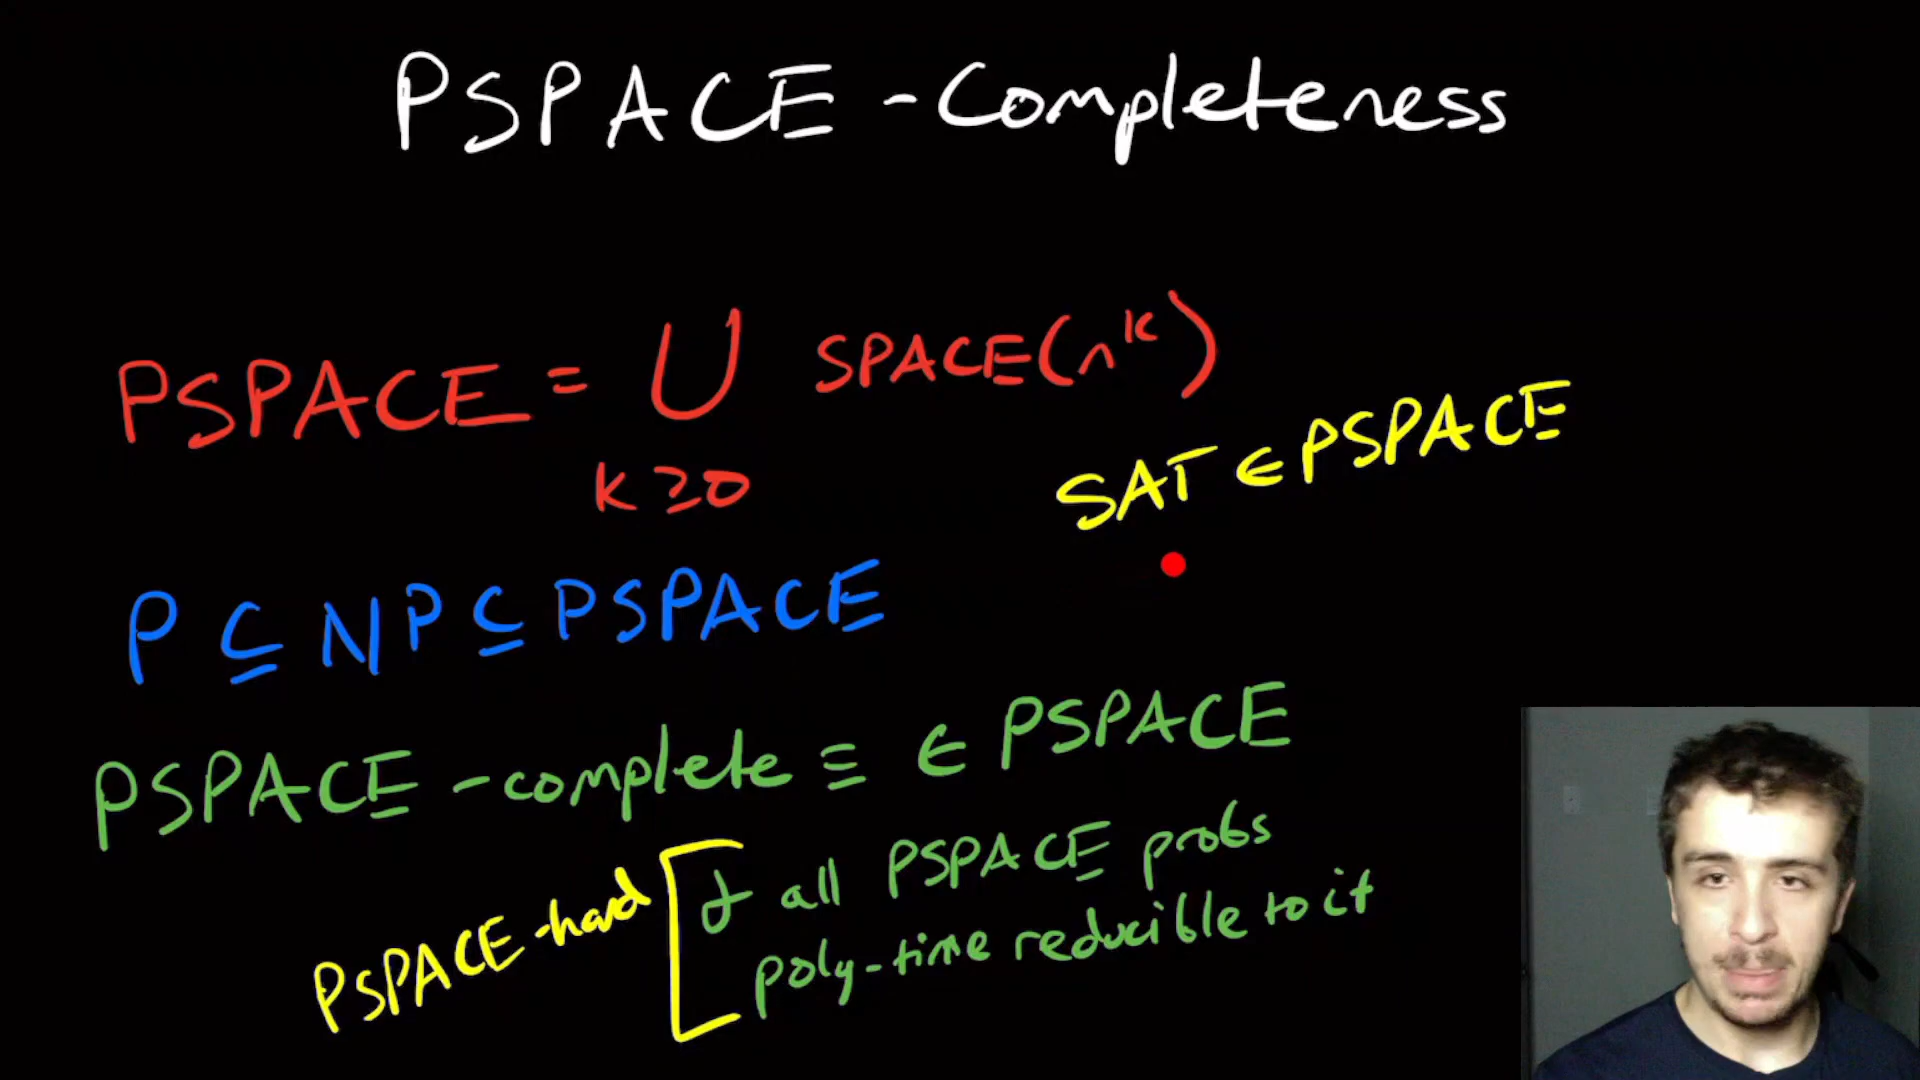 PSPACE-Completeness
PSPACE = ⋃ SPACE(n^k)
k ≥ 0
SAT ∈ PSPACE
P ⊆ NP ⊆ PSPACE
PSPACE-complete ≡ ∈ PSPACE
+ all PSPACE probs
PSPACE-hard
poly-time reducible to it